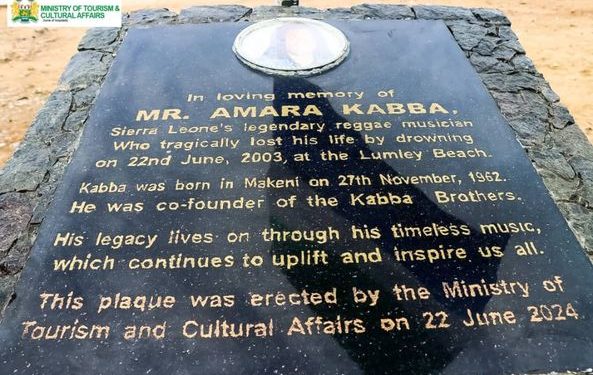 MINISTRY OF TOURISM &
CULTURAL AFFAIRS
In loving memory of
MR. AMARA KABBA,
Sierra Leone's legendary reggae musician
Who tragically lost his life by drowning
on 22nd June, 2003, at the Lumley Beach.
Kabba was born in Makeni on 27th November, 1962.
He was co-founder of the Kabba Brothers.
His legacy lives on through his timeless music,
which continues to uplift and inspire us all.
This plaque was erected by the Ministry of
Tourism and Cultural Affairs on 22 June 2024.